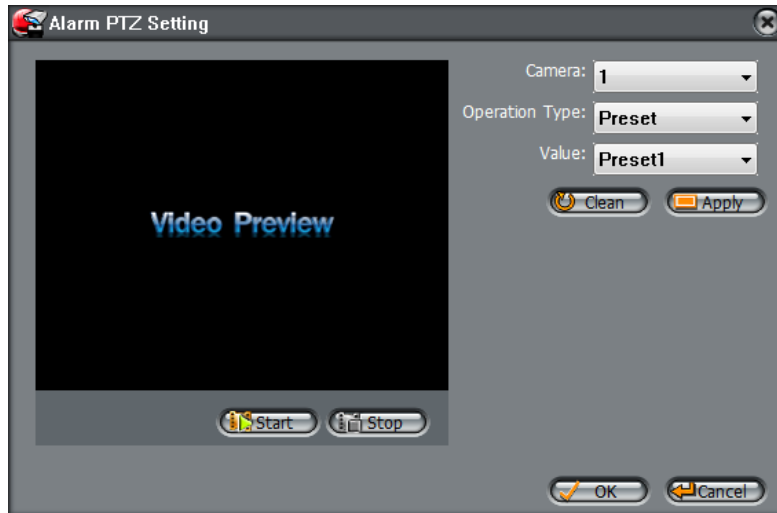 Alarm PTZ Setting
Camera: 1
Operation Type: Preset
Value: Preset1
Clean Apply
Video Preview
Start Stop
OK Cancel